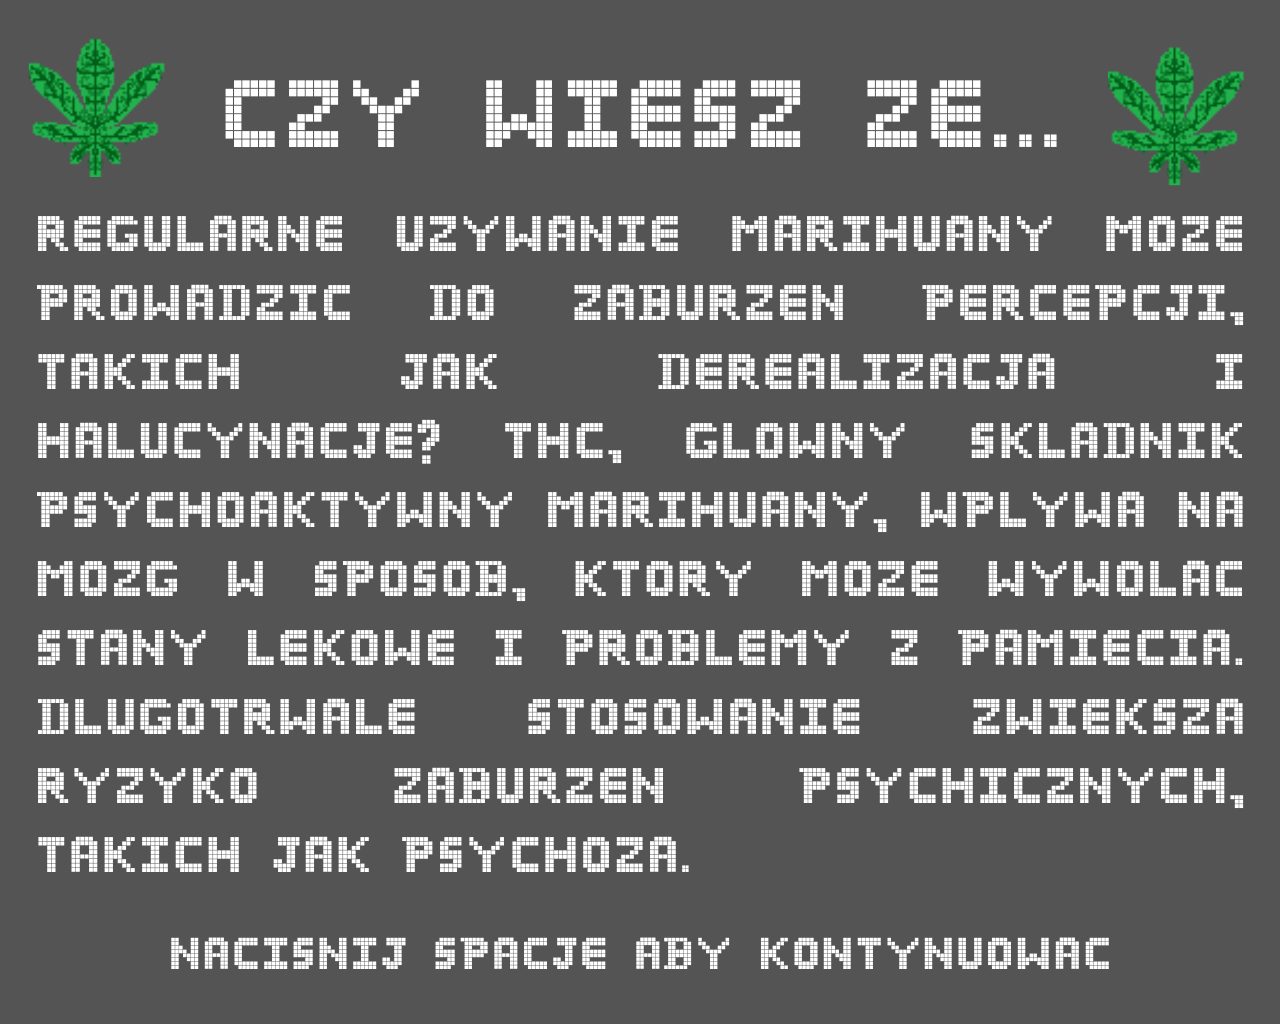 CZY WIESZ ZE...
REGULARNE UZYWANIE MARIHUANY MOZE
PROWADZIC DO ZABURZEN PERCEPCJI,
TAKICH JAK DEREALIZACJA I
HALUCYNACJE? THC, GLOWNY SKLADNIK
PSYCHOAKTYWNY MARIHUANY, WPLYWA NA
MOZG W SPOSOB, KTORY MOZE WYWOLAC
STANY LEKOWE I PROBLEMY Z PAMIECIA.
DLUGOTRWALE STOSOWANIE ZWIEKSZA
RYZYKO ZABURZEN PSYCHICZNYCH,
TAKICH JAK PSYCHOZA.
NACISNIJ SPACJE ABY KONTYNUOWAC